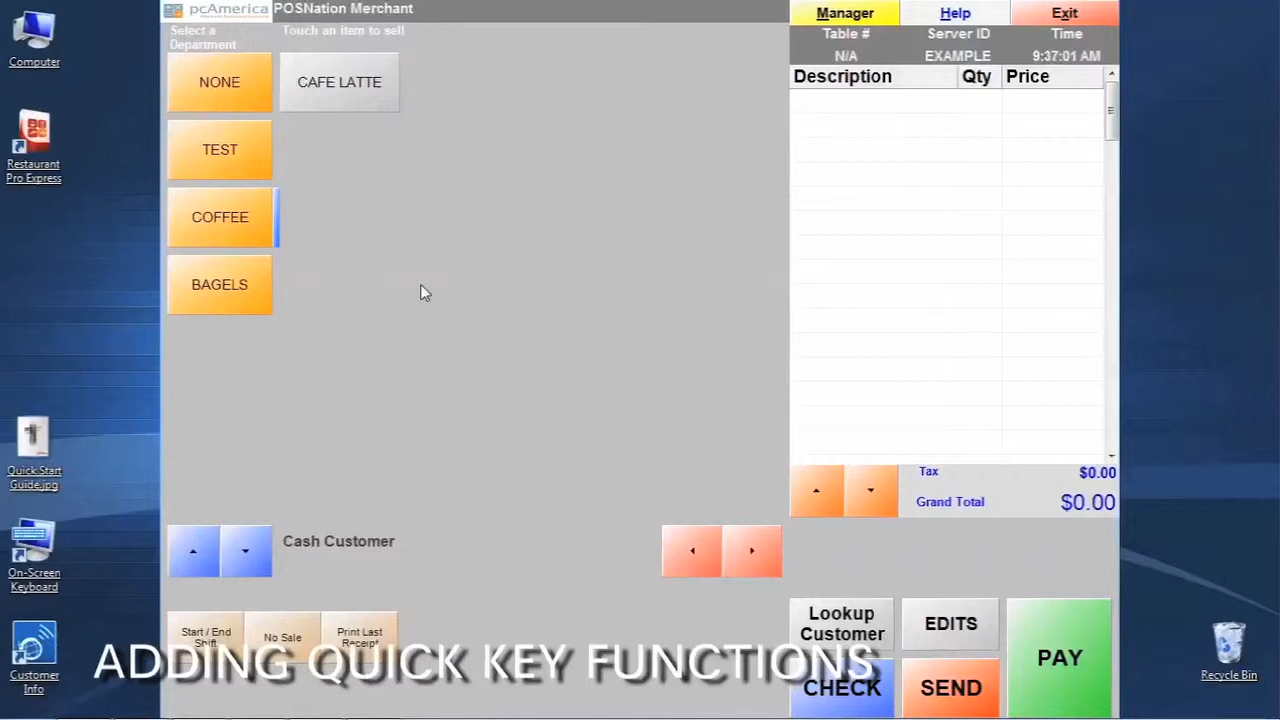 Computer
Restaurant
Pro Express
Quick Start
Guide.jpg
On-Screen
Keyboard
Customer
Info
pcAmerica
POSNation Merchant
Select a
Department
Touch an item to sell
NONE
CAFE LATTE
TEST
COFFEE
BAGELS
Cash Customer
Start / End
Shift
No Sale
Print Last
Receipt
ADDING QUICK KEY FUNCTIONS
Manager
Help
Exit
Table #
Server ID
Time
N/A
EXAMPLE
9:37:01 AM
Description
Qty
Price
Tax
$0.00
Grand Total
$0.00
Lookup
Customer
EDITS
PAY
CHECK
SEND
Recycle Bin